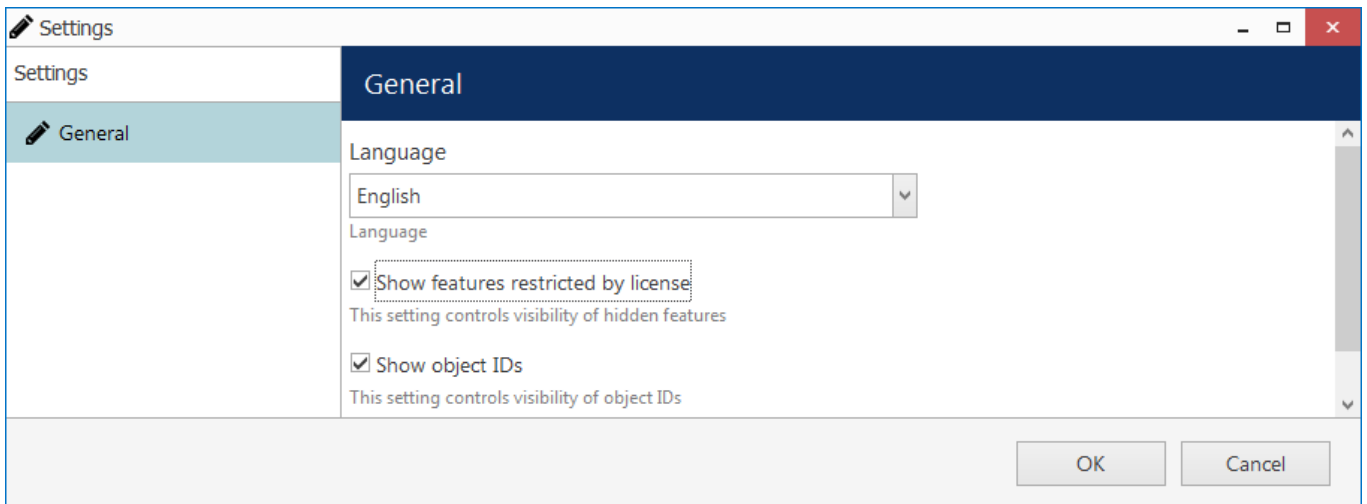 Settings
Settings
General
General
Language
English
Language
Show features restricted by license
This setting controls visibility of hidden features
Show object IDs
This setting controls visibility of object IDs
OK
Cancel